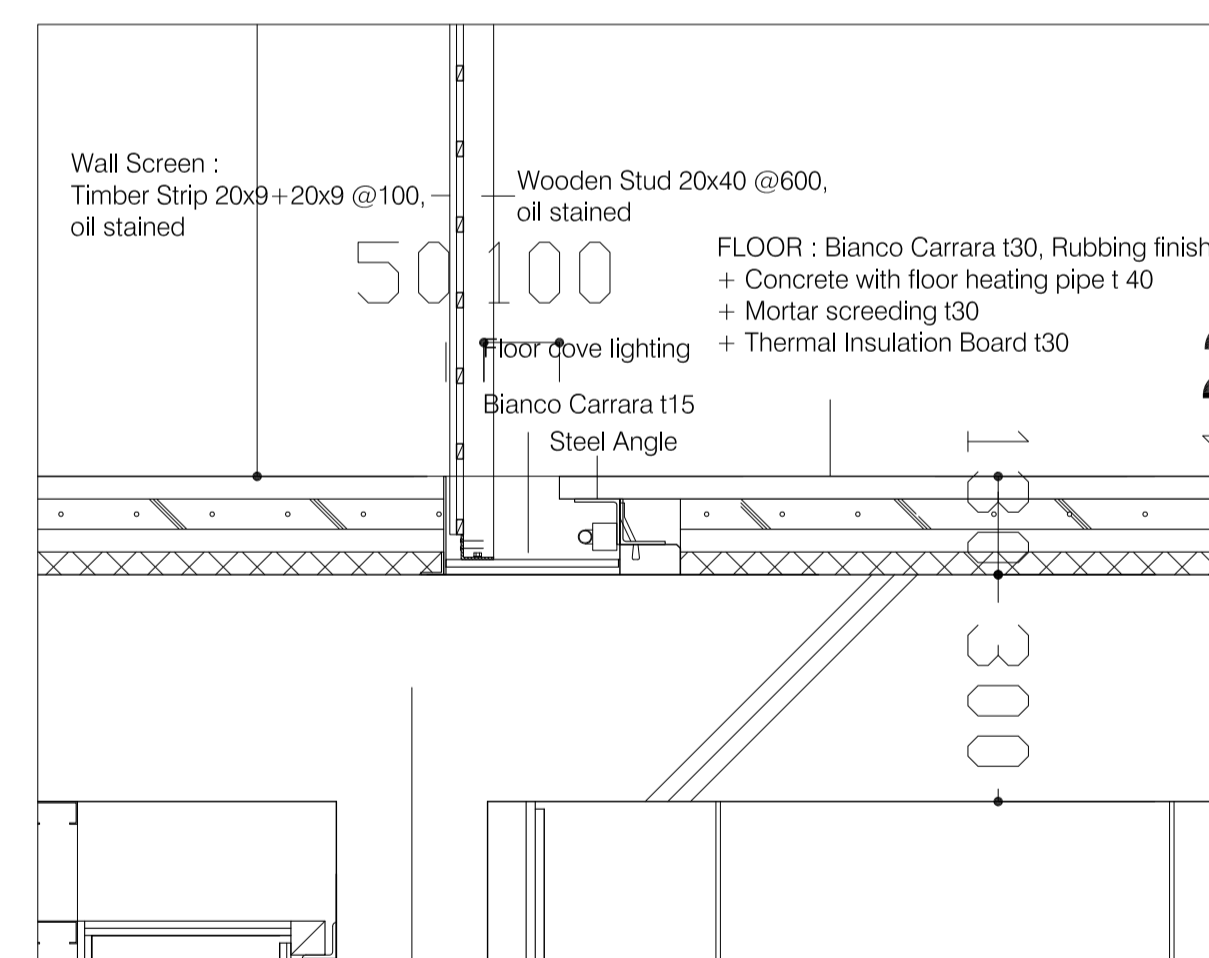 Wall Screen :
Timber Strip 20x9+20x9 @100,
oil stained
Wooden Stud 20x40 @600,
oil stained
50 100
FLOOR : Bianco Carrara t30, Rubbing finish
+ Concrete with floor heating pipe t 40
+ Mortar screeding t30
+ Thermal Insulation Board t30
Floor cove lighting
Bianco Carrara t15
Steel Angle
130
300